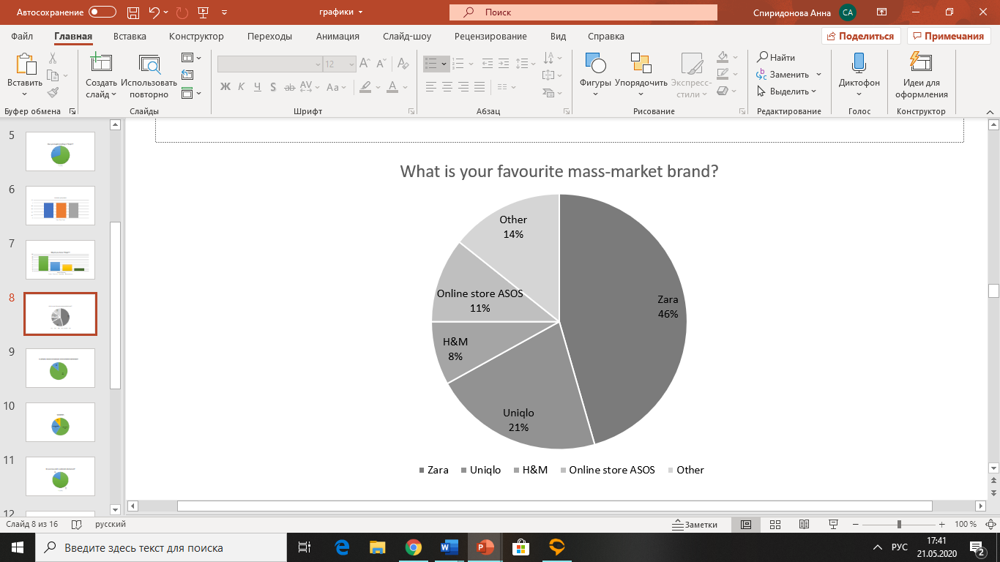 Автосохранение
графики
Поиск
Спиридонова Анна
СА
Файл Главная Вставка Конструктор Переходы Анимация Слайд-шоу Рецензирование Вид Справка
Поделиться Примечания
Вставить
Создать слайд
Использовать повторно
12
Ж К Ч S ab AV Aa А
Фигуры Упорядочить Экспресс-стили
Найти
Заменить
Выделить
Диктофон
Идеи для оформления
Буфер обмена Слайды Шрифт Абзац Рисование Редактирование Голос Конструктор
5
6
7
8
9
10
11
12
What is your favourite mass-market brand?
Other
14%
Online store ASOS
11%
Zara
46%
H&M
8%
Uniqlo
21%
Zara Uniqlo H&M Online store ASOS Other
Слайд 8 из 16 русский Заметки 100 %
Введите здесь текст для поиска
РУС
17:41
21.05.2020
2